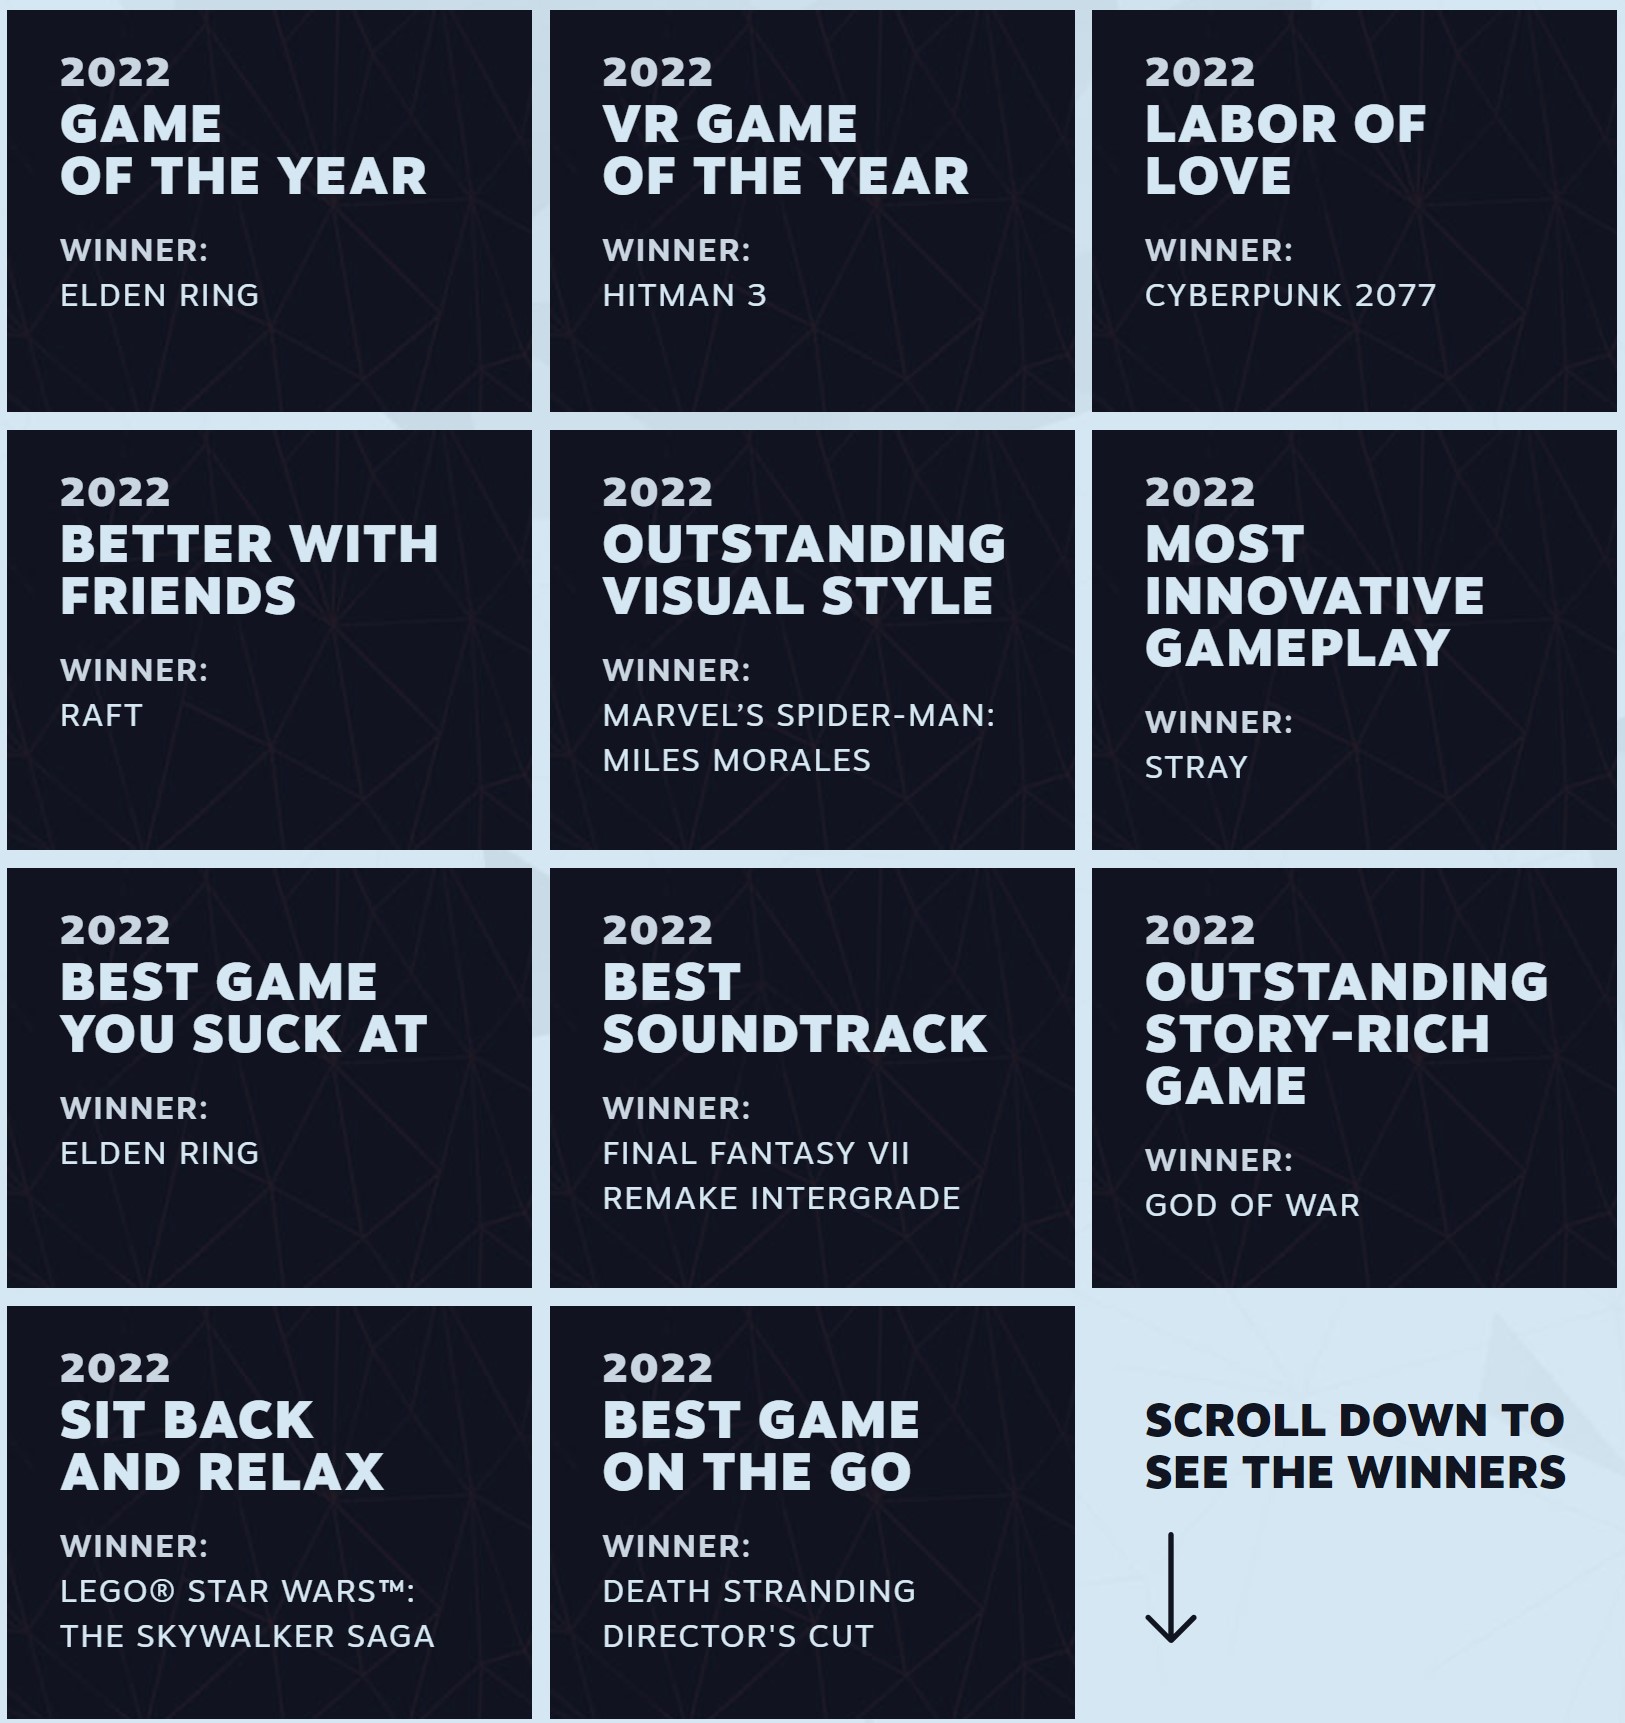 2022
GAME
OF THE YEAR
WINNER:
ELDEN RING
2022
VR GAME
OF THE YEAR
WINNER:
HITMAN 3
2022
LABOR OF
LOVE
WINNER:
CYBERPUNK 2077
2022
BETTER WITH
FRIENDS
WINNER:
RAFT
2022
OUTSTANDING
VISUAL STYLE
WINNER:
MARVEL’S SPIDER-MAN:
MILES MORALES
2022
MOST
INNOVATIVE
GAMEPLAY
WINNER:
STRAY
2022
BEST GAME
YOU SUCK AT
WINNER:
ELDEN RING
2022
BEST
SOUNDTRACK
WINNER:
FINAL FANTASY VII
REMAKE INTERGRADE
2022
OUTSTANDING
STORY-RICH
GAME
WINNER:
GOD OF WAR
2022
SIT BACK
AND RELAX
WINNER:
LEGO® STAR WARS™:
THE SKYWALKER SAGA
2022
BEST GAME
ON THE GO
WINNER:
DEATH STRANDING
DIRECTOR'S CUT
SCROLL DOWN TO
SEE THE WINNERS